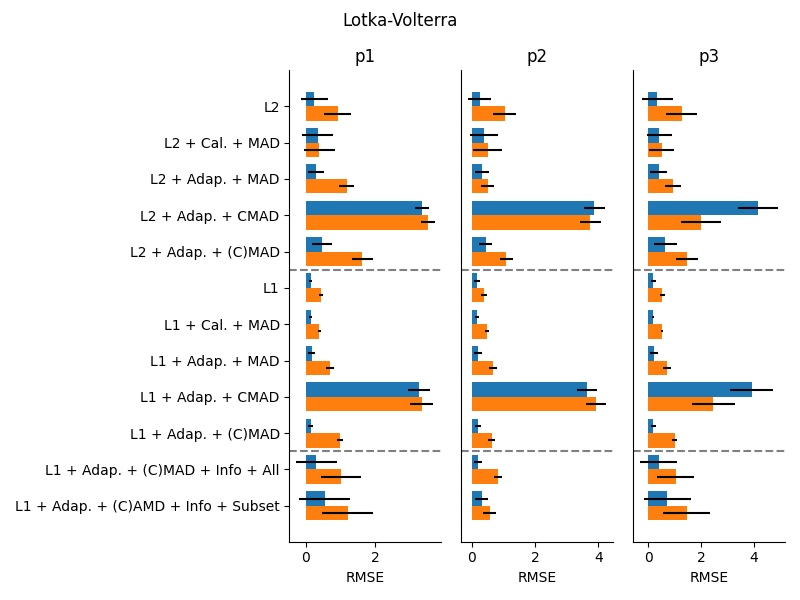 Lotka-Volterra
p1 p2 p3
L2
L2 + Cal. + MAD
L2 + Adap. + MAD
L2 + Adap. + CMAD
L2 + Adap. + (C)MAD
L1
L1 + Cal. + MAD
L1 + Adap. + MAD
L1 + Adap. + CMAD
L1 + Adap. + (C)MAD
L1 + Adap. + (C)MAD + Info + All
L1 + Adap. + (C)AMD + Info + Subset
0 2 0 2 4 0 2 4
RMSE RMSE RMSE